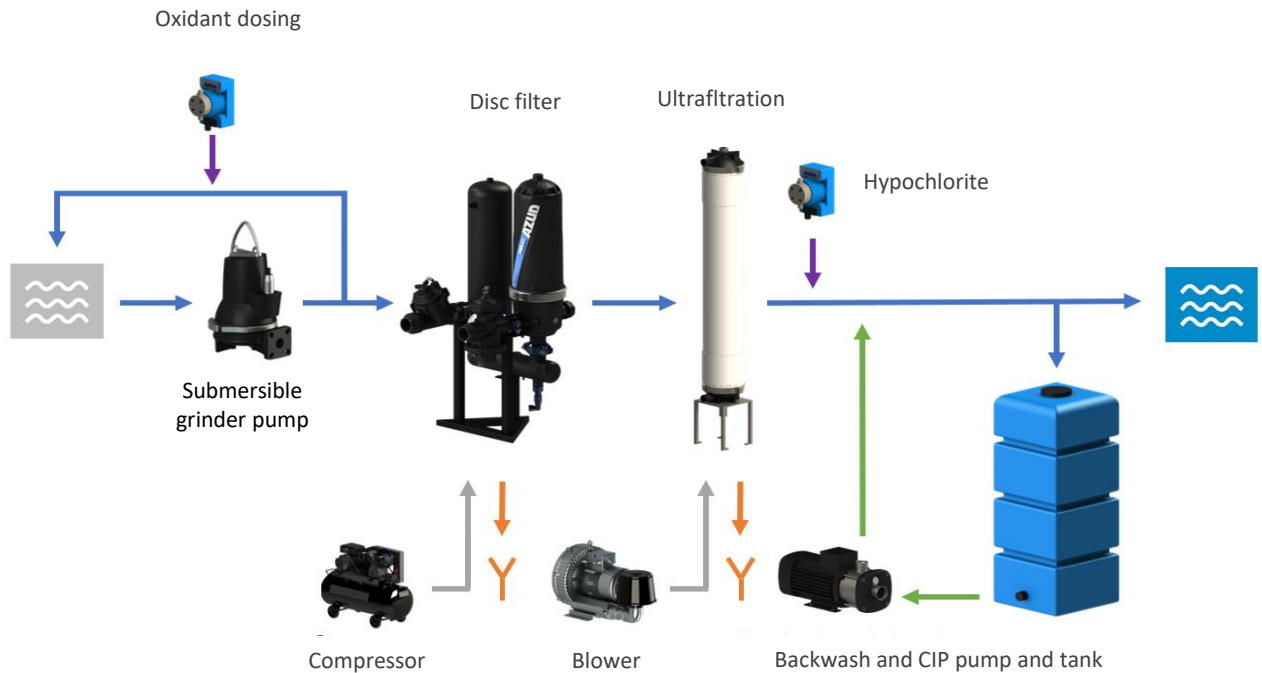 Oxidant dosing
Disc filter
Ultrafltration
Hypochlorite
AZUD
Submersible
grinder pump
Compressor
Blower
Backwash and CIP pump and tank